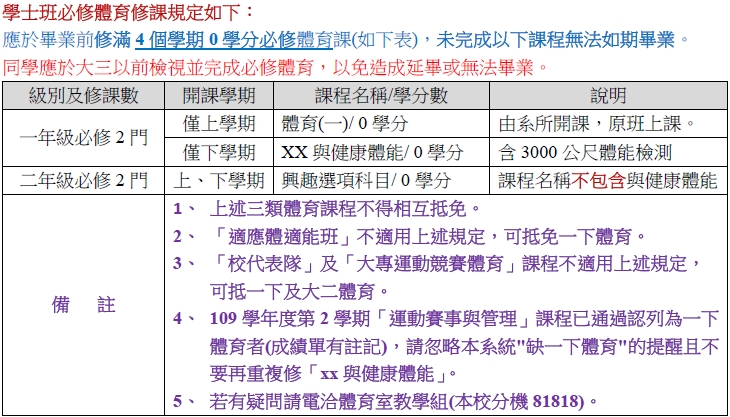 學士班必修體育修課規定如下：
應於畢業前修滿 4 個學期 0 學分必修體育課(如下表)，未完成以下課程無法如期畢業。
同學應於大三以前檢視並完成必修體育，以免造成延畢或無法畢業。
級別及修課數 開課學期 課程名稱/學分數 說明
一年級必修 2 門 僅上學期 體育(一)/ 0 學分 由系所開課，原班上課。
僅下學期 XX 與健康體能/ 0 學分 含 3000 公尺體能檢測
二年級必修 2 門 上、下學期 興趣選項科目/ 0 學分 課程名稱不包含與健康體能
備 註
1、 上述三類體育課程不得相互抵免。
2、 「適應體適能班」不適用上述規定，可抵免一下體育。
3、 「校代表隊」及「大專運動競賽體育」課程不適用上述規定，
可抵一下及大二體育。
4、 109 學年度第 2 學期「運動賽事與管理」課程已通過認列為一下
體育者(成績單有註記)，請忽略本系統"缺一下體育"的提醒且不
要再重複修「xx 與健康體能」。
5、 若有疑問請電洽體育室教學組(本校分機 81818)。